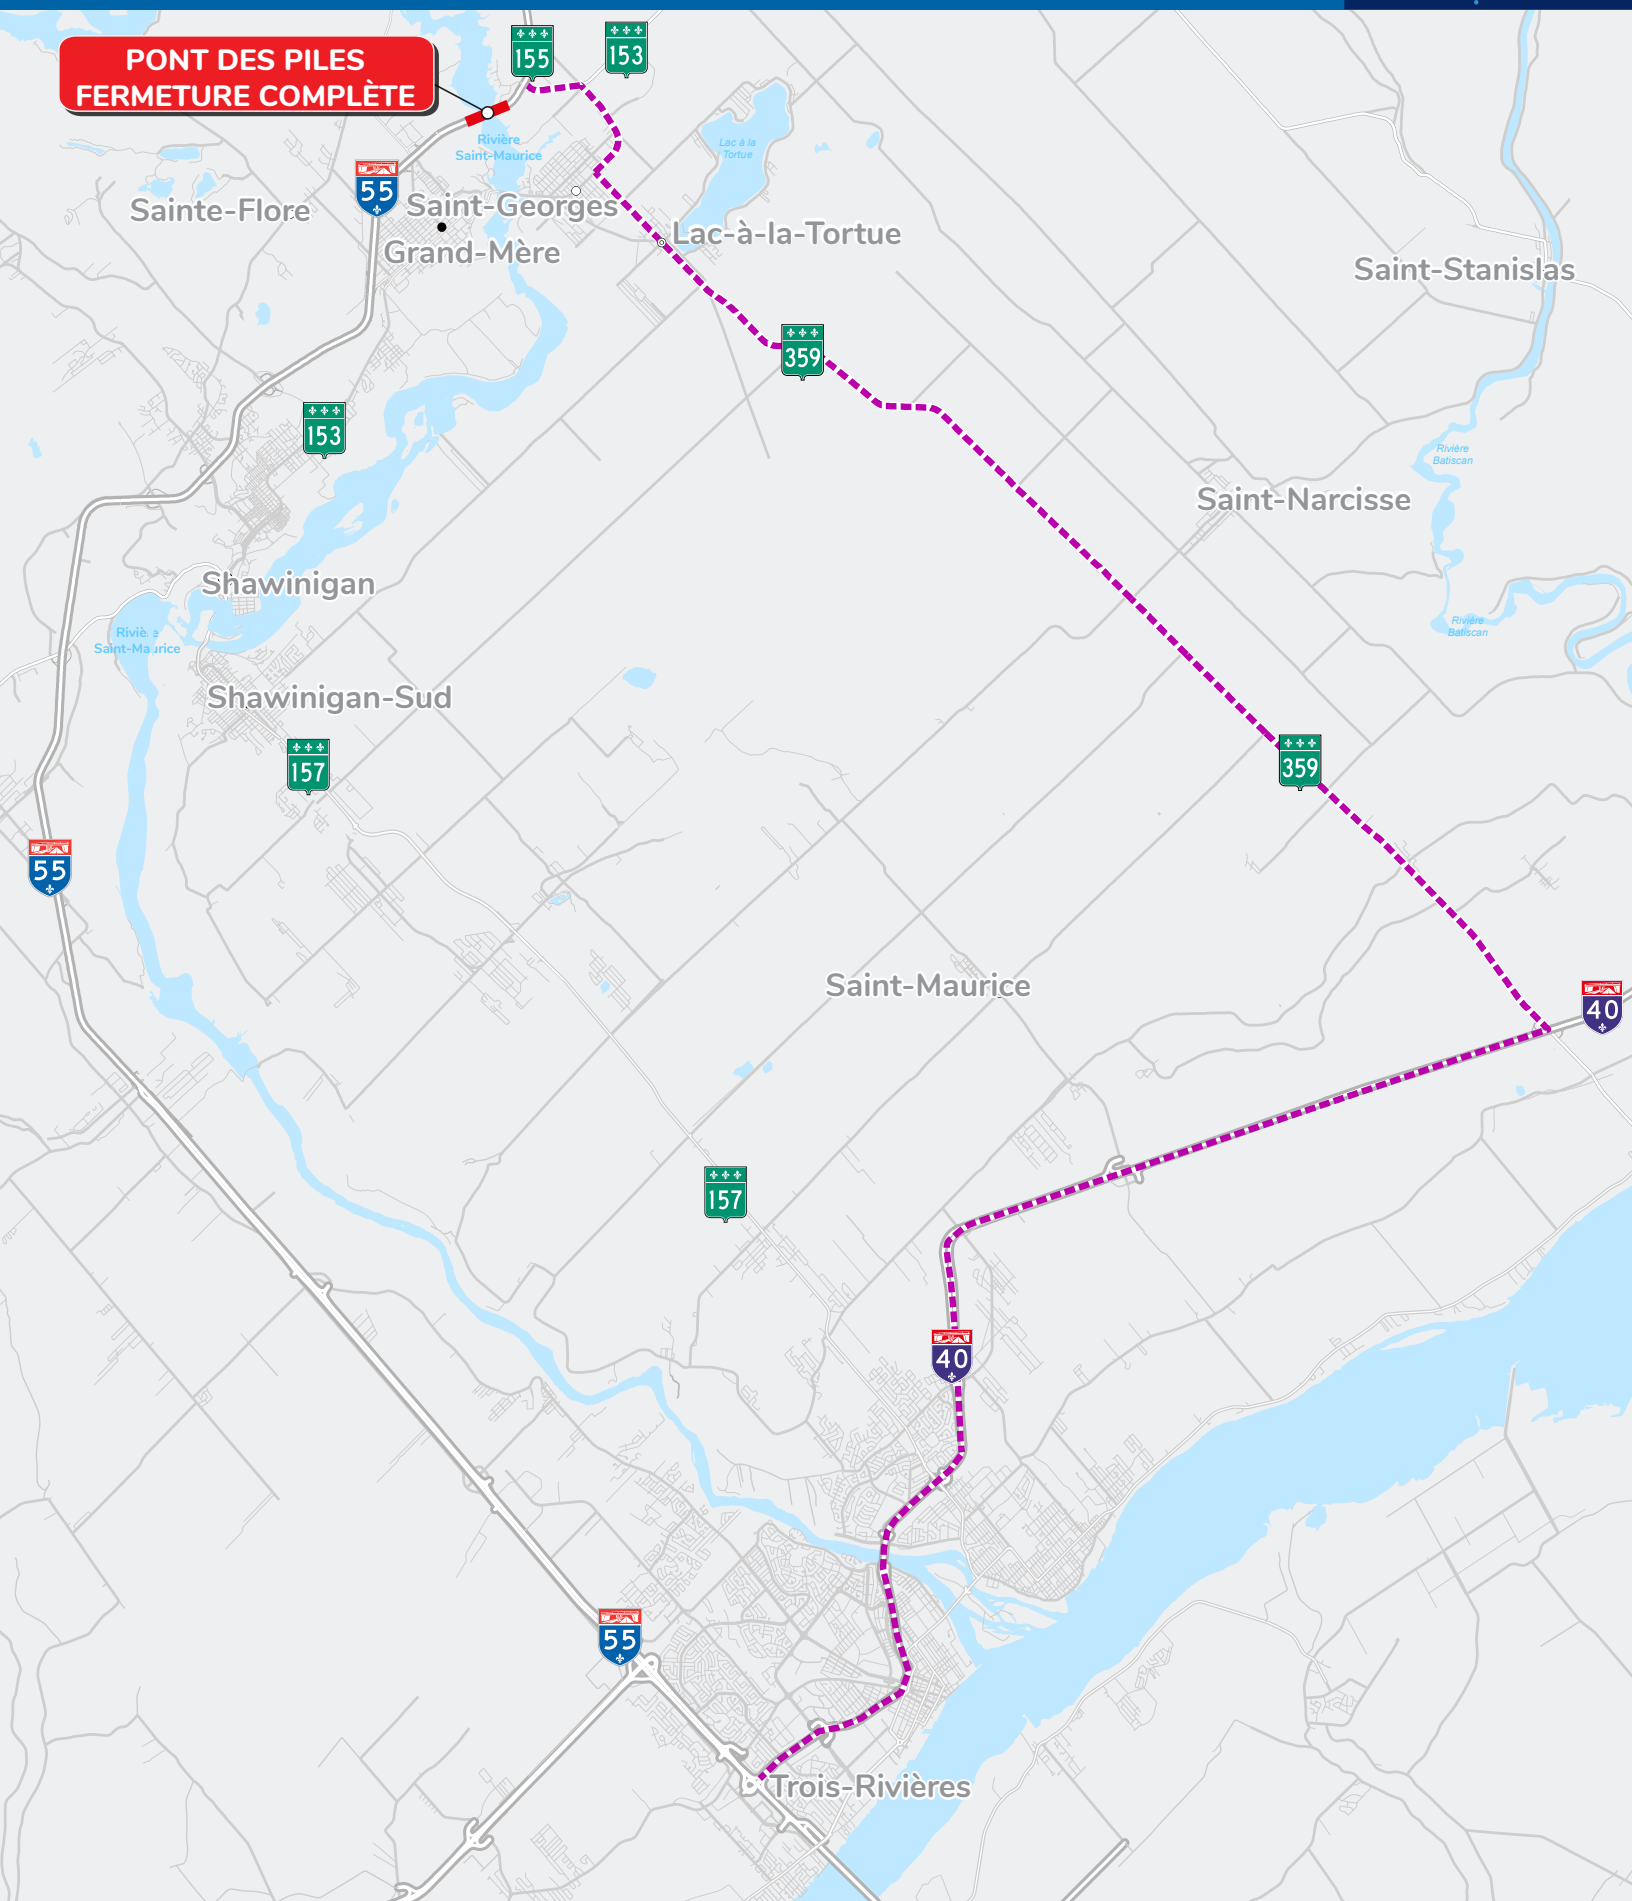 155
153
PONT DES PILES
FERMETURE COMPLÈTE
Rivière
Saint-Maurice
Lac à la
Tortue
55
Sainte-Flore
Saint-Georges
Grand-Mère
Lac-à-la-Tortue
Saint-Stanislas
359
153
Rivière
Batiscan
Saint-Narcisse
Shawinigan
Rivière
Batiscan
Rivière
Saint-Maurice
Shawinigan-Sud
157
359
55
Saint-Maurice
40
157
40
55
Trois-Rivières